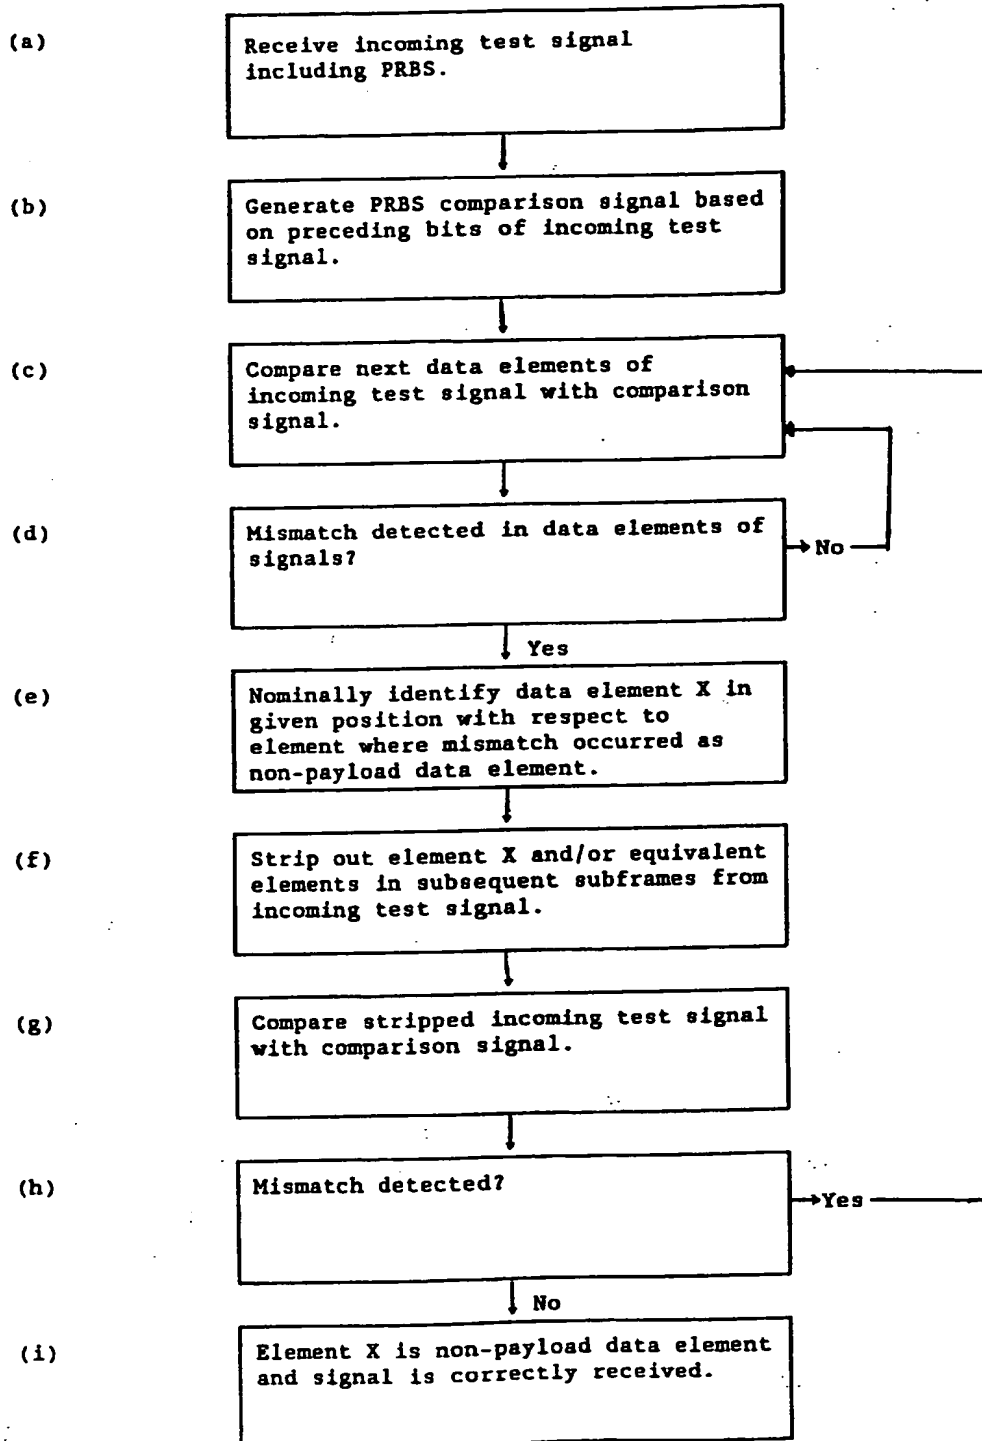 (a)
Receive incoming test signal
including PRBS.
(b)
Generate PRBS comparison signal based
on preceding bits of incoming test
signal.
(c)
Compare next data elements of
incoming test signal with comparison
signal.
(d)
Mismatch detected in data elements of
signals?
No
Yes
(e)
Nominally identify data element X in
given position with respect to
element where mismatch occurred as
non-payload data element.
(f)
Strip out element X and/or equivalent
elements in subsequent subframes from
incoming test signal.
(g)
Compare stripped incoming test signal
with comparison signal.
(h)
Mismatch detected?
Yes
No
(i)
Element X is non-payload data element
and signal is correctly received.